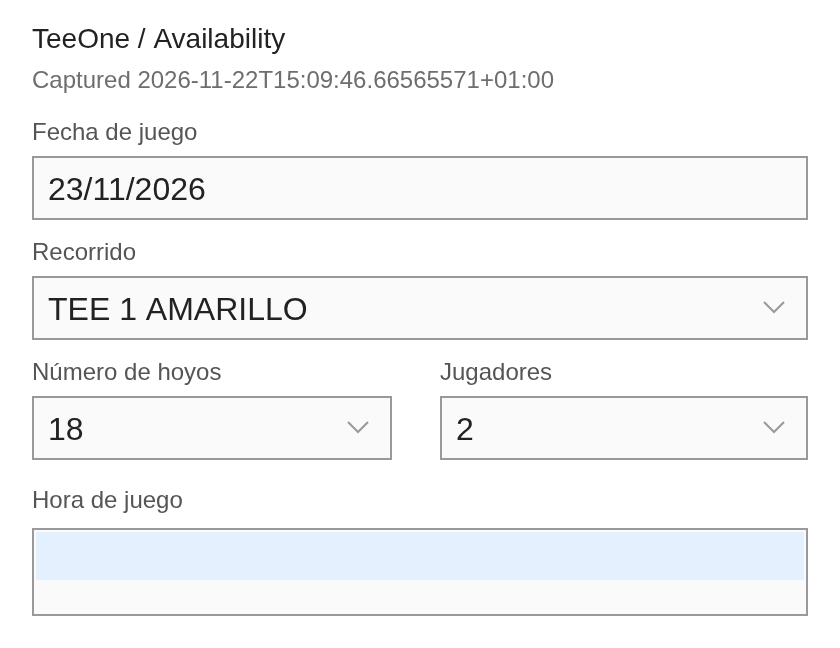 TeeOne / Availability
Captured 2026-11-22T15:09:46.66565571+01:00
Fecha de juego
23/11/2026
Recorrido
TEE 1 AMARILLO
Número de hoyos
Jugadores
18
2
Hora de juego